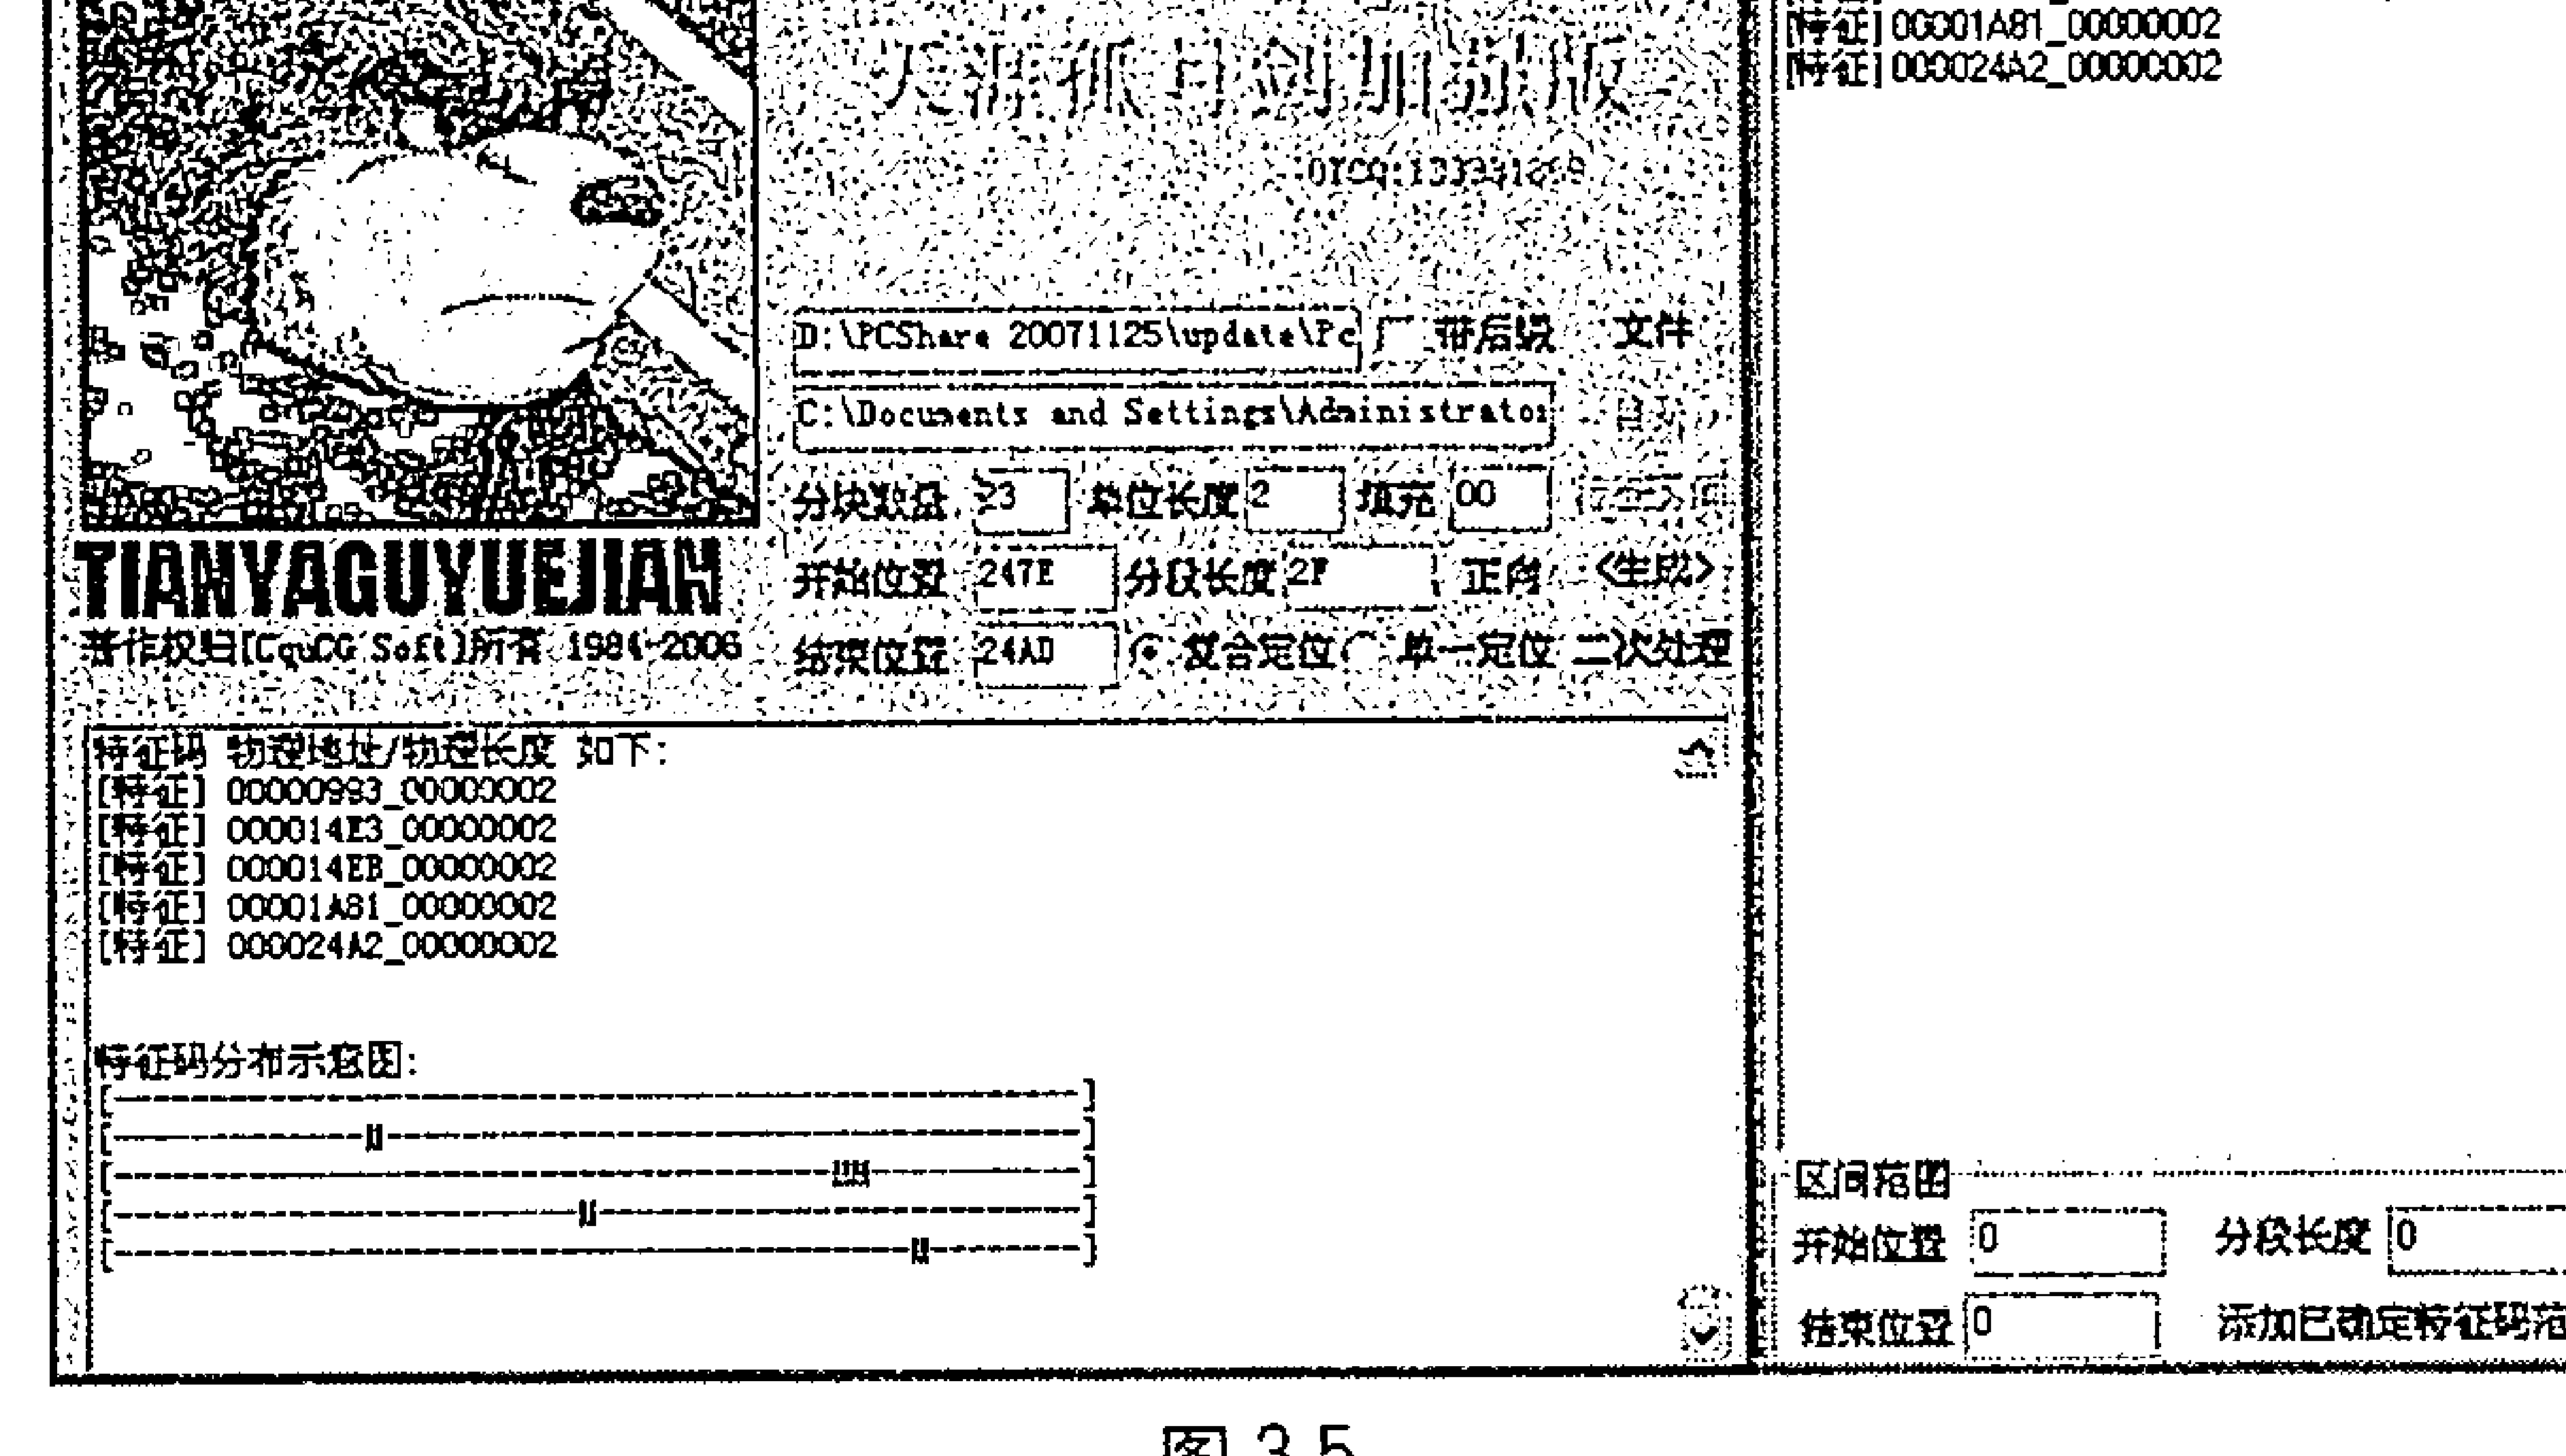 [特征]00001A81_00000002
[特征]000024A2_00000002
D:\PCShare 20071125\update\Pc
带后缀
文件
C:\Documents and Settings\Administrator
分块数量 23 单位长度 2 填充 00
开始位置 247E 分段长度 2F 正向 <生成>
结束位置 24AD 复合定位 单一定位 二次处理
TIANYAGUYUEJIAN
著作权归[CquCG Soft]所有 1984-2006
特征码 物理地址/物理长度 如下:
[特征] 00000993_00000002
[特征] 000014E3_00000002
[特征] 000014EB_00000002
[特征] 00001A81_00000002
[特征] 000024A2_00000002
特征码分布示意图:
区间范围
开始位置 0 分段长度 0
结束位置 0 添加已确定特征码范
图 3.5